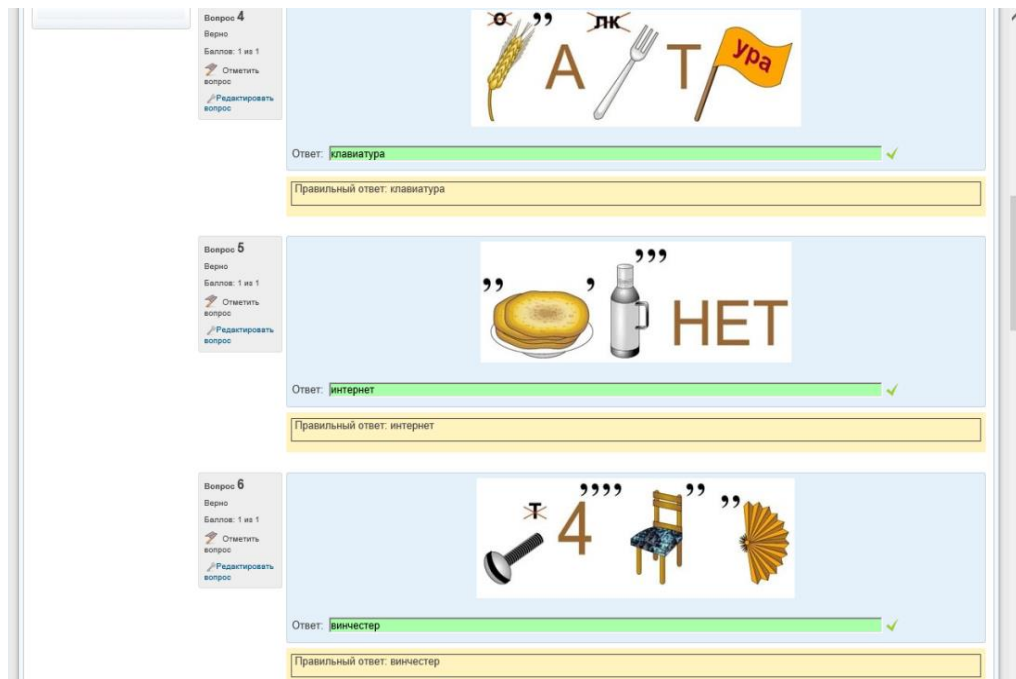 Вопрос 4
Верно
Баллов: 1 из 1
Отметить
вопрос
Редактировать
вопрос
о ,, пк
А Т ура
Ответ: клавиатура
Правильный ответ: клавиатура
Вопрос 5
Верно
Баллов: 1 из 1
Отметить
вопрос
Редактировать
вопрос
,, , ,,,
НЕТ
Ответ: интернет
Правильный ответ: интернет
Вопрос 6
Верно
Баллов: 1 из 1
Отметить
вопрос
Редактировать
вопрос
т ,,,, ,, ,,
4
Ответ: винчестер
Правильный ответ: винчестер